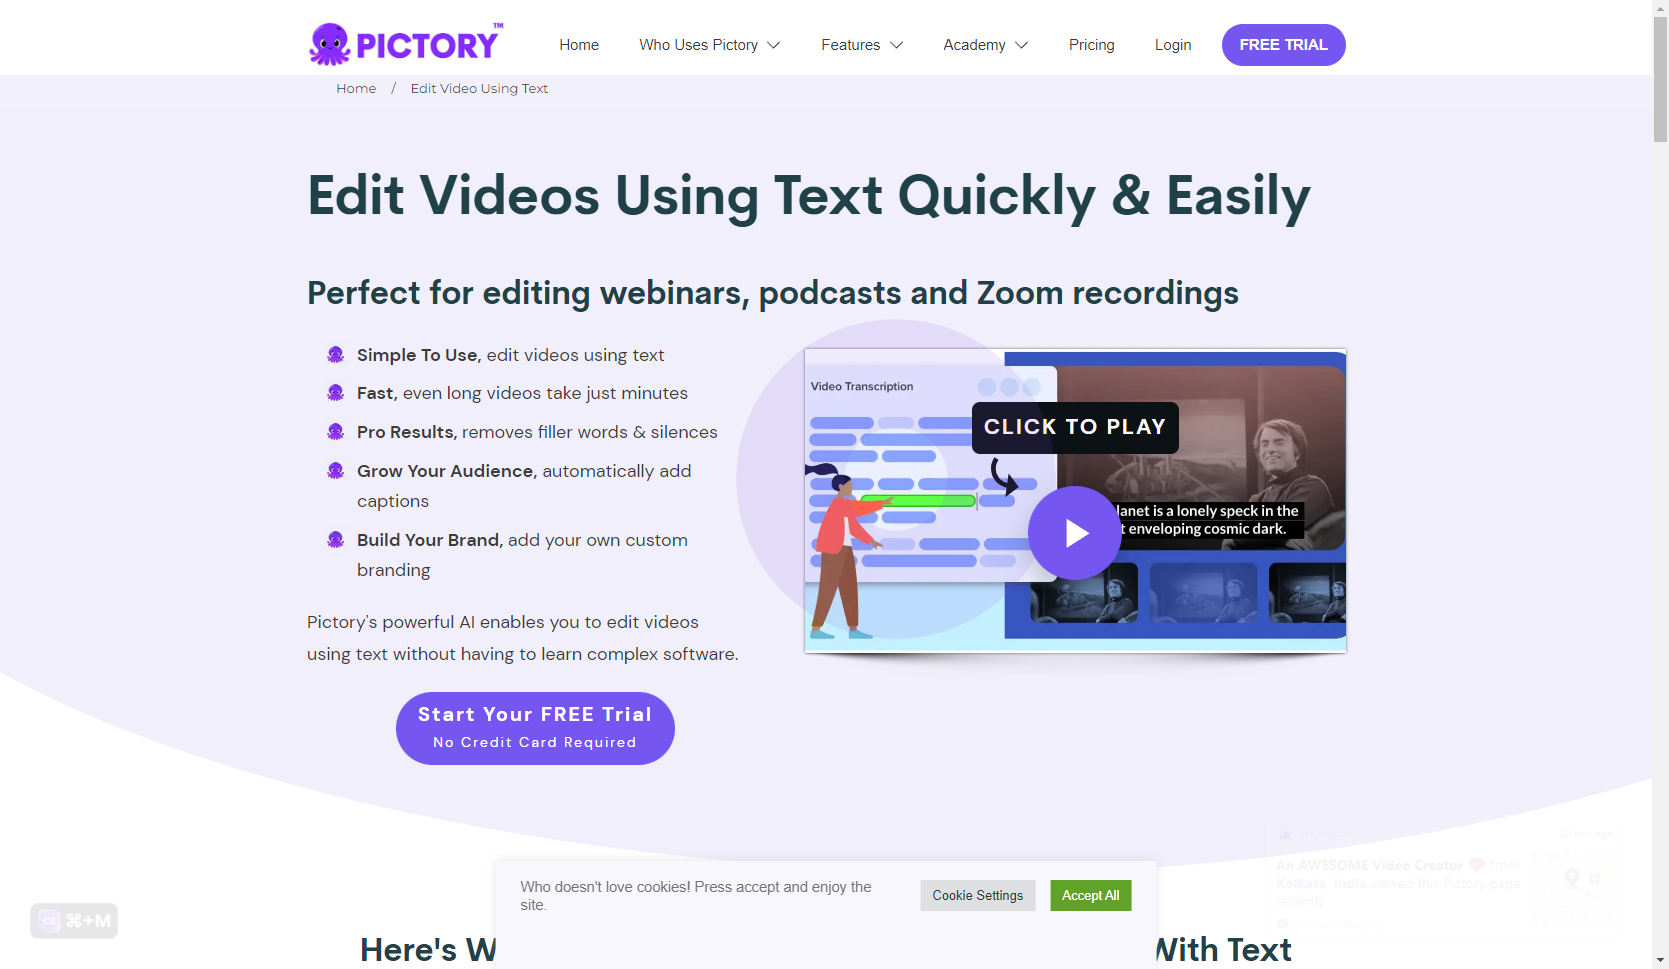 PICTORY™
Home
Who Uses Pictory
Features
Academy
Pricing
Login
FREE TRIAL
Home / Edit Video Using Text
Edit Videos Using Text Quickly & Easily
Perfect for editing webinars, podcasts and Zoom recordings
Simple To Use, edit videos using text
Fast, even long videos take just minutes
Pro Results, removes filler words & silences
Grow Your Audience, automatically add
captions
Build Your Brand, add your own custom
branding
Pictory's powerful AI enables you to edit videos
using text without having to learn complex software.
Start Your FREE Trial
No Credit Card Required
Video Transcription
CLICK TO PLAY
lanet is a lonely speck in the
t enveloping cosmic dark.
An AWESOME Video Creator ❤️ from
Kolkata, India viewed this Pictory page
recently
Who doesn't love cookies! Press accept and enjoy the
site.
Cookie Settings
Accept All
⌘+M
Here's W
With Text